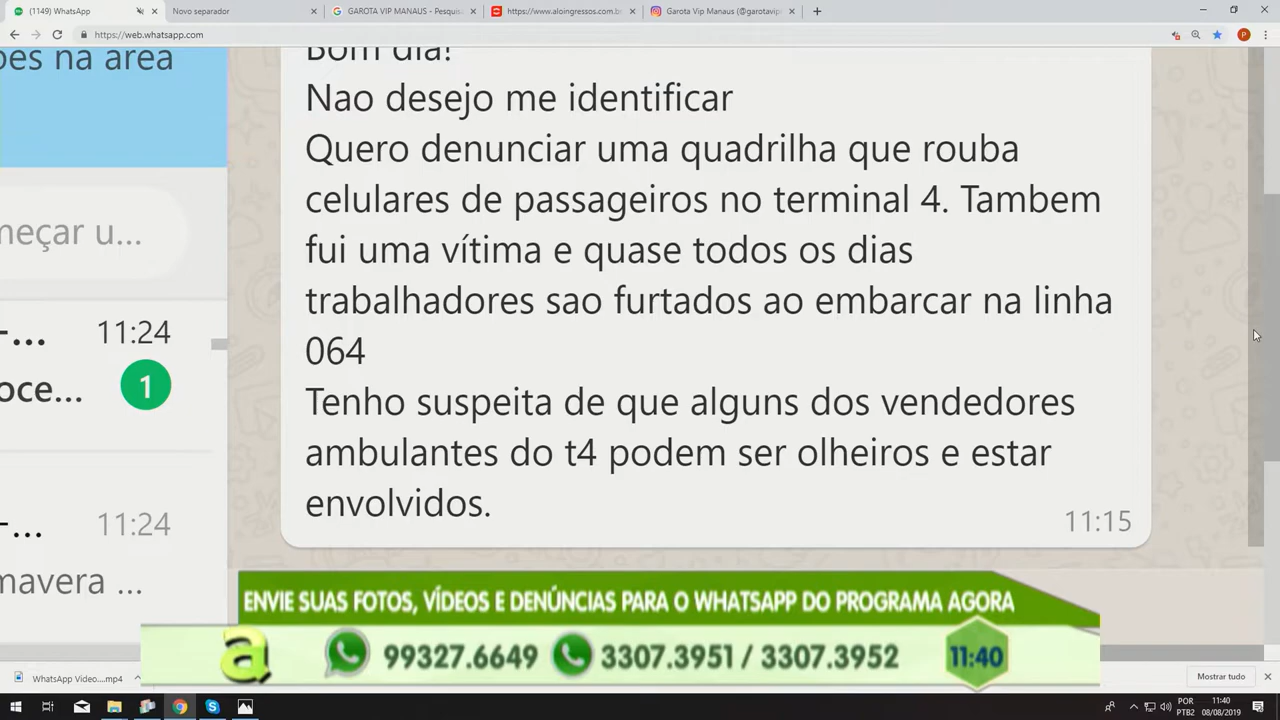 (1149) WhatsApp
Novo separador
GAROTA VIP MANAUS - Pesquis
https://www.aloingressos.com.b
Garota Vip Manaus (@garotavip
https://web.whatsapp.com
ões na área
meçar u...
11:24
oce...
1
11:24
mavera ...
Bom dia!
Nao desejo me identificar
Quero denunciar uma quadrilha que rouba
celulares de passageiros no terminal 4. Tambem
fui uma vítima e quase todos os dias
trabalhadores sao furtados ao embarcar na linha
064
Tenho suspeita de que alguns dos vendedores
ambulantes do t4 podem ser olheiros e estar
envolvidos.
11:15
ENVIE SUAS FOTOS, VÍDEOS E DENÚNCIAS PARA O WHATSAPP DO PROGRAMA AGORA
a 99327.6649 3307.3951 / 3307.3952 11:40
WhatsApp Video....mp4
Mostrar tudo
POR
PTB2
11:40
08/08/2019